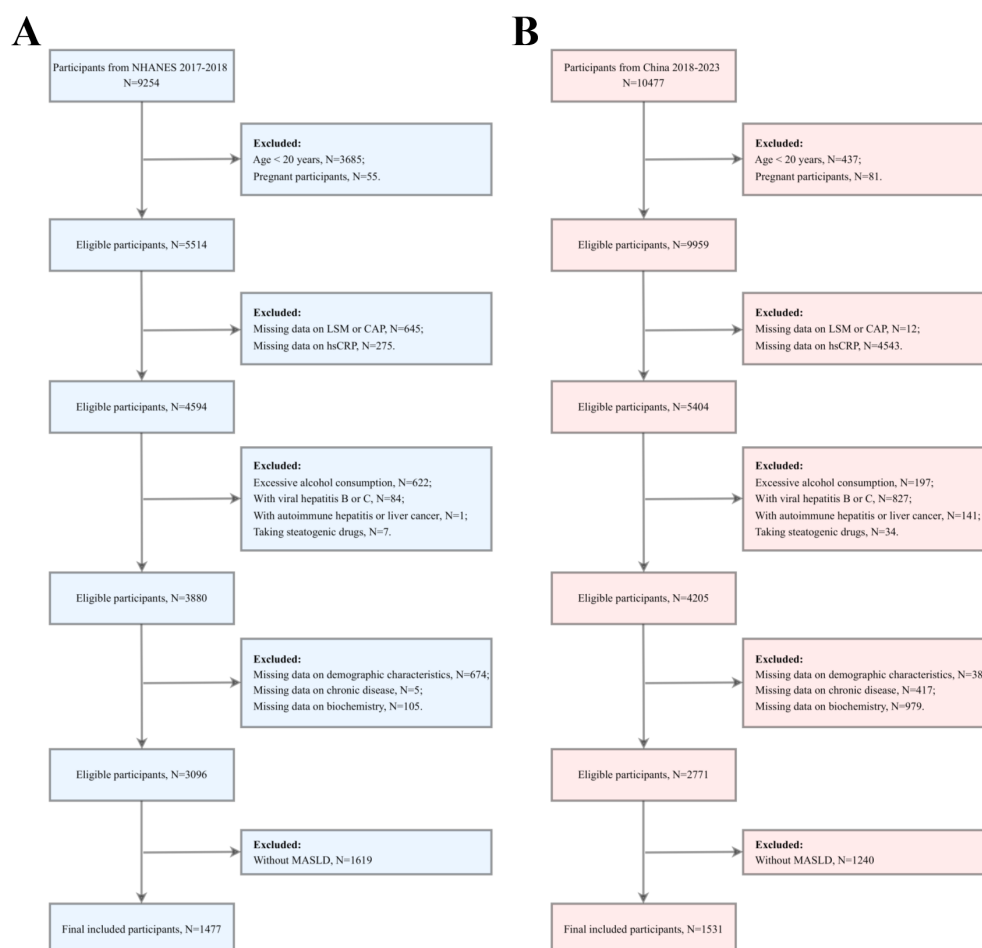 A
Participants from NHANES 2017-2018
N=9254
Excluded:
Age < 20 years, N=3685;
Pregnant participants, N=55.
Eligible participants, N=5514
Excluded:
Missing data on LSM or CAP, N=645;
Missing data on hsCRP, N=275.
Eligible participants, N=4594
Excluded:
Excessive alcohol consumption, N=622;
With viral hepatitis B or C, N=84;
With autoimmune hepatitis or liver cancer, N=1;
Taking steatogenic drugs, N=7.
Eligible participants, N=3880
Excluded:
Missing data on demographic characteristics, N=674;
Missing data on chronic disease, N=5;
Missing data on biochemistry, N=105.
Eligible participants, N=3096
Excluded:
Without MASLD, N=1619
Final included participants, N=1477
B
Participants from China 2018-2023
N=10477
Excluded:
Age < 20 years, N=437;
Pregnant participants, N=81.
Eligible participants, N=9959
Excluded:
Missing data on LSM or CAP, N=12;
Missing data on hsCRP, N=4543.
Eligible participants, N=5404
Excluded:
Excessive alcohol consumption, N=197;
With viral hepatitis B or C, N=827;
With autoimmune hepatitis or liver cancer, N=141;
Taking steatogenic drugs, N=34.
Eligible participants, N=4205
Excluded:
Missing data on demographic characteristics, N=38
Missing data on chronic disease, N=417;
Missing data on biochemistry, N=979.
Eligible participants, N=2771
Excluded:
Without MASLD, N=1240
Final included participants, N=1531